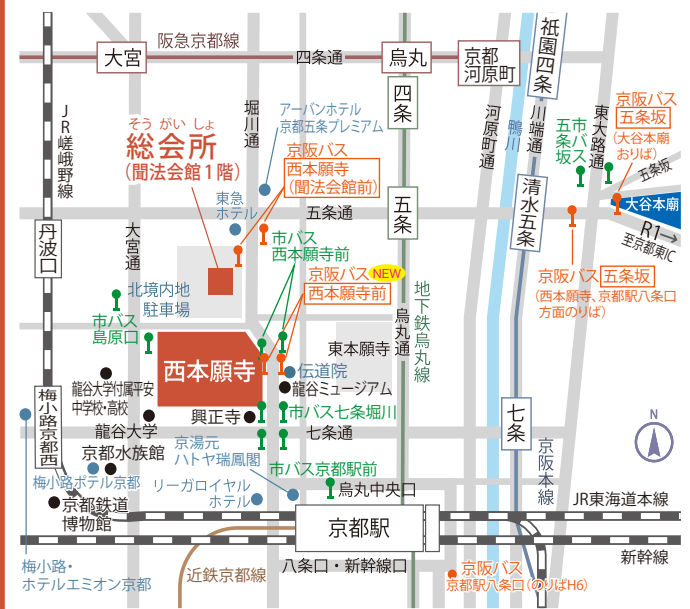 阪急京都線
大宮
四条通
烏丸
京都
河原町
祇園四条
四条
JR嵯峨野線
堀川通
アーバンホテル
京都五条プレミアム
そう がい しょ
総会所
(聞法会館1階)
京阪バス
西本願寺
(聞法会館前)
河原町通
鴨川
川端通
市バス
五条坂
東大路通
京阪バス
五条坂
(大谷本廟
おりば)
五条坂
大谷本廟
R1→
至京都東IC
東急
ホテル
五条通
五条
清水五条
丹波口
大宮通
市バス
西本願寺前
京阪バス
NEW
西本願寺前
京阪バス 五条坂
(西本願寺、京都駅八条口
方面のりば)
北境内地
駐車場
市バス
島原口
地下鉄烏丸線
烏丸通
西本願寺
東本願寺
伝道院
龍谷ミュージアム
龍谷大学付属平安
中学校・高校
興正寺
市バス七条堀川
梅小路京都西
龍谷大学
七条通
七条
N
京都水族館
京湯元
ハトヤ瑞鳳閣
京阪本線
梅小路ポテル京都
リーガロイヤル
ホテル
市バス京都駅前
烏丸中央口
京都鉄道
博物館
JR東海道本線
京都駅
新幹線
八条口・新幹線口
梅小路・
ホテルエミオン京都
近鉄京都線
京阪バス
京都駅八条口(のりばH6)